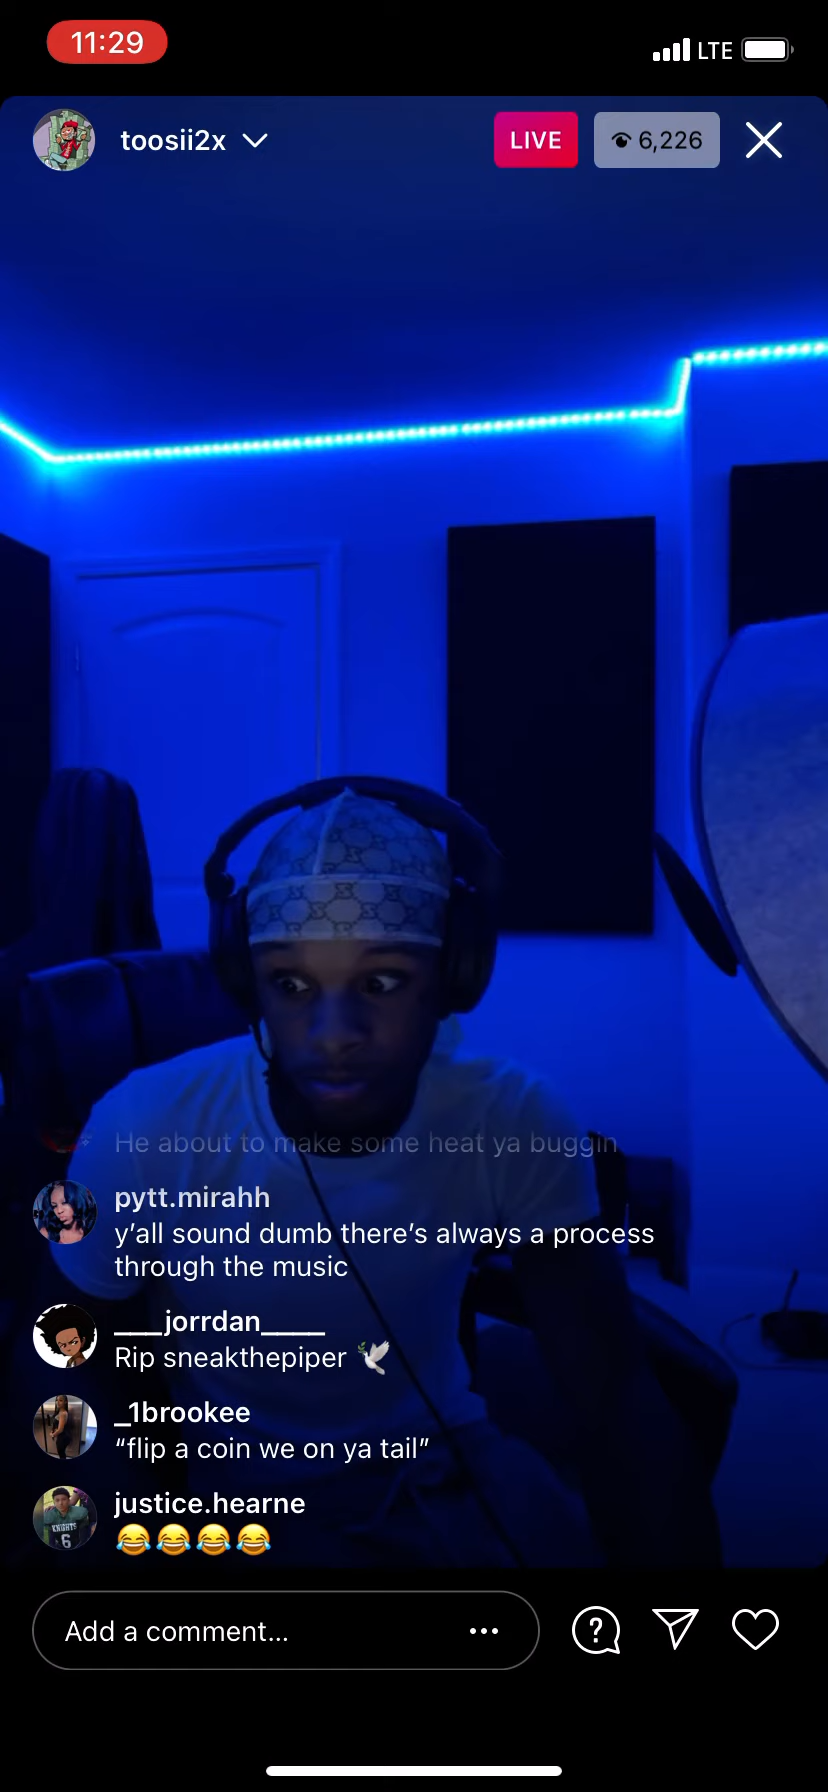 11:29
LTE
toosii2x
LIVE
6,226
He about to make some heat ya buggin
pytt.mirahh
y’all sound dumb there’s always a process
through the music
___jorrdan____
Rip sneakthepiper 🕊️
_1brookee
“flip a coin we on ya tail”
justice.hearne
😂😂😂😂
KNIGHTS
6
Add a comment...